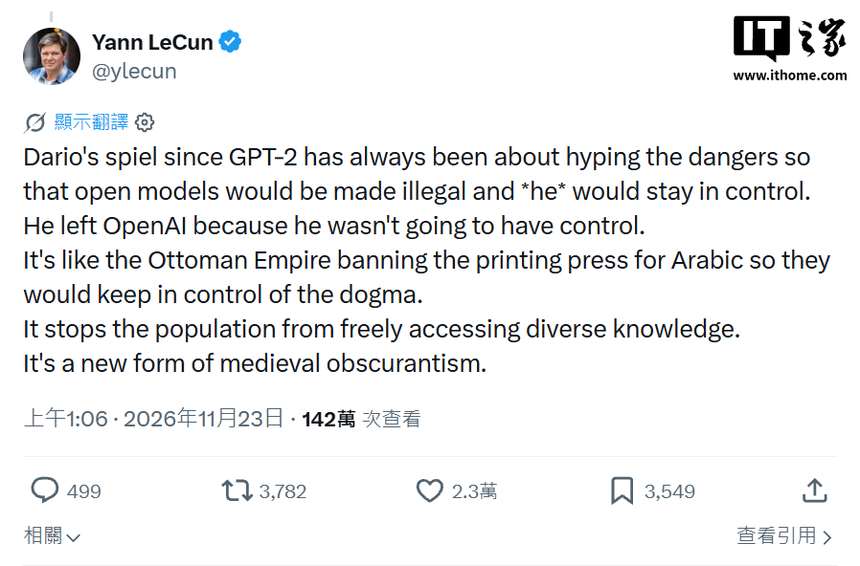 Yann LeCun
@ylecun
IT之家
www.ithome.com
顯示翻譯
Dario's spiel since GPT-2 has always been about hyping the dangers so
that open models would be made illegal and *he* would stay in control.
He left OpenAI because he wasn't going to have control.
It's like the Ottoman Empire banning the printing press for Arabic so they
would keep in control of the dogma.
It stops the population from freely accessing diverse knowledge.
It's a new form of medieval obscurantism.
上午1:06 · 2026年11月23日 · 142萬 次查看
499 3,782 2.3萬 3,549
相關 查看引用